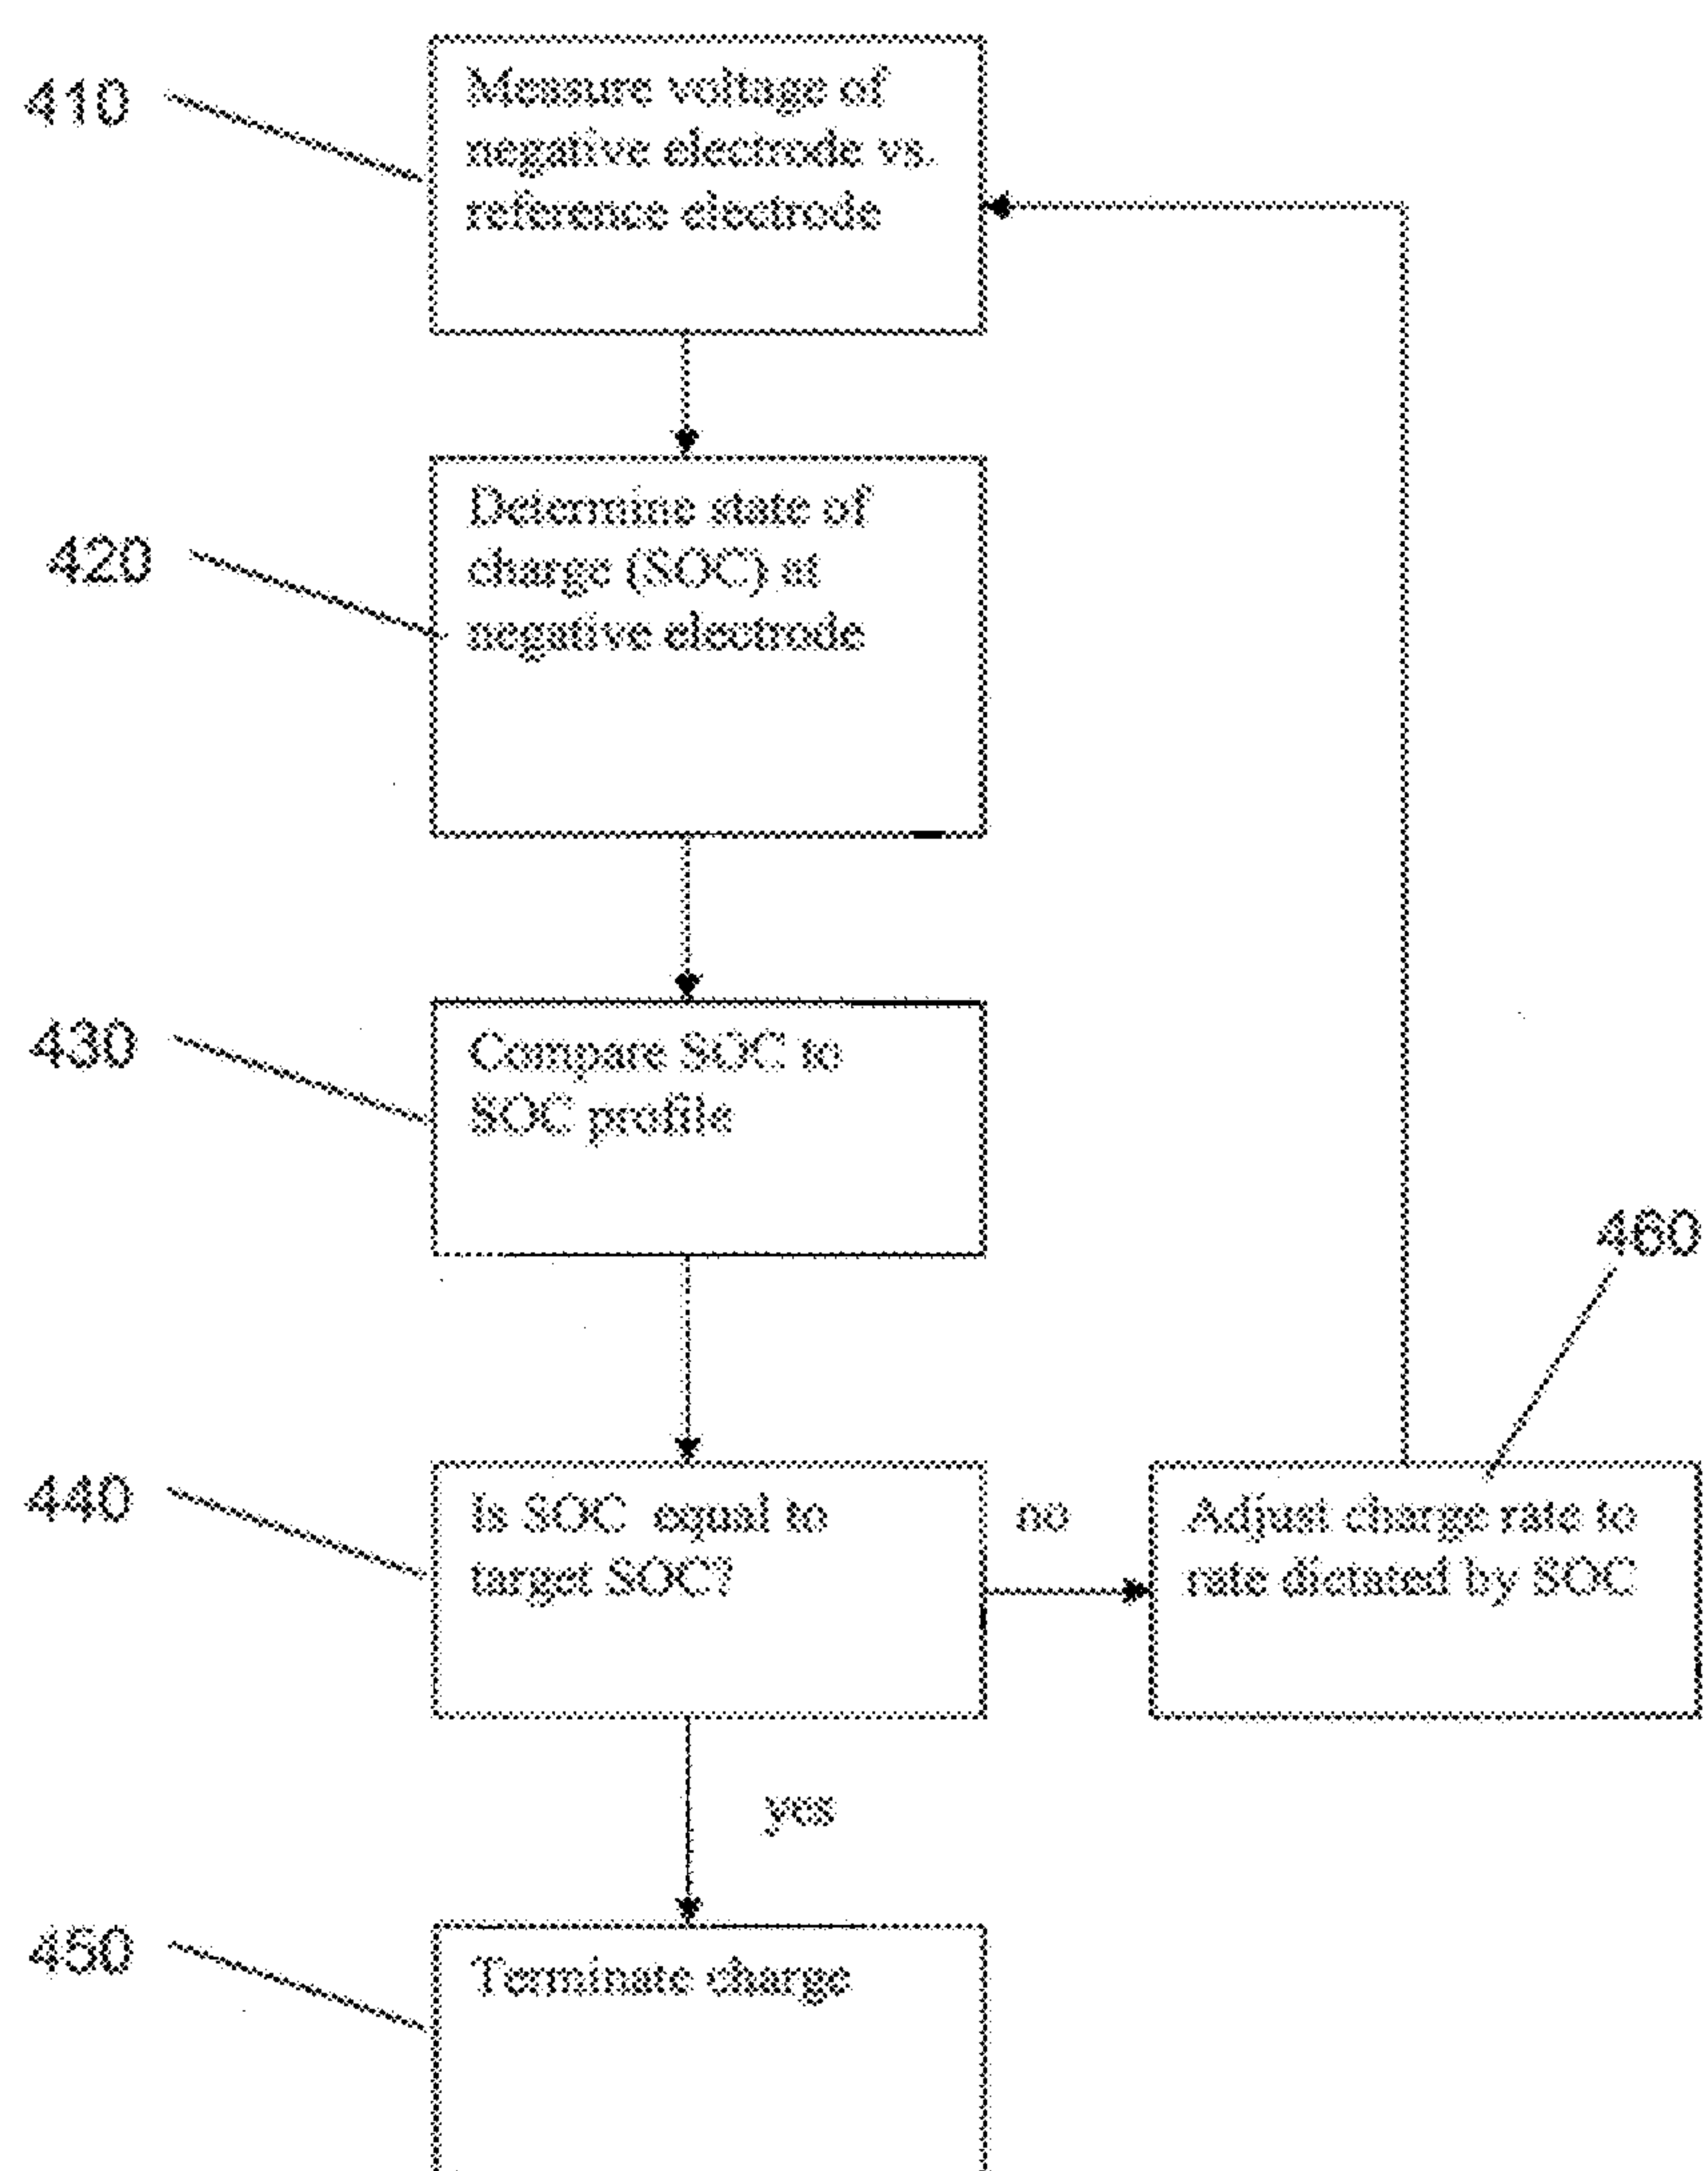 410
Measure voltage of
negative electrode vs.
reference electrode
420
Determine state of
charge (SOC) at
negative electrode
430
Compare SOC to
SOC profile
460
440
Is SOC equal to
target SOC?
no
Adjust charge rate to
rate dictated by SOC
yes
450
Terminate charge